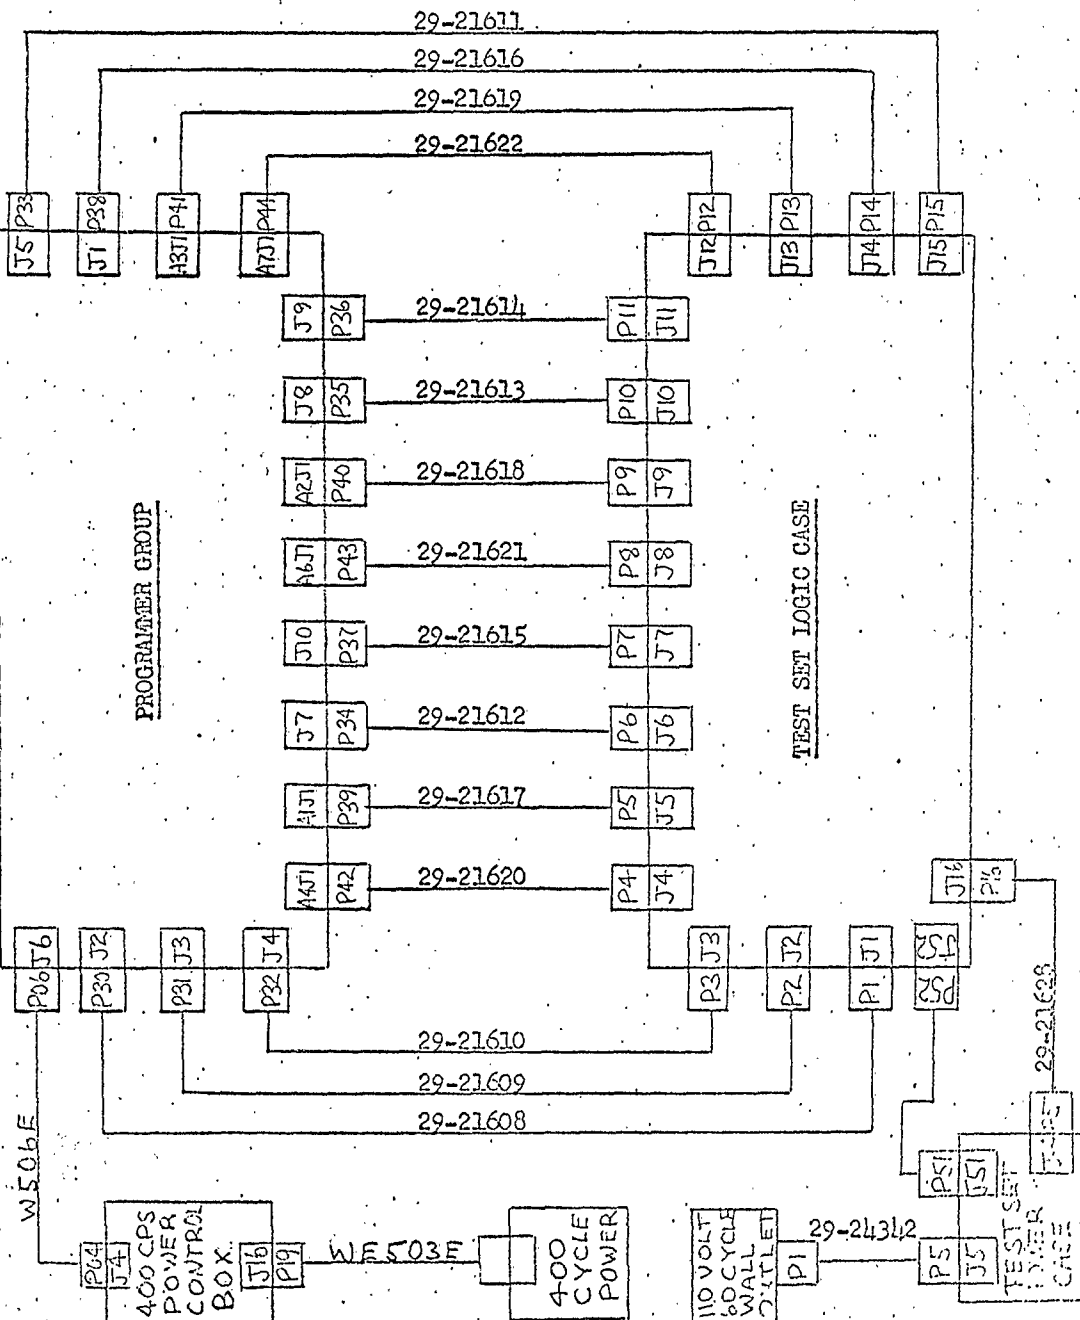 29-21611
29-21616
29-21619
29-21622
J5 P33
J1 P38
A3J1 P41
A7J1 P44
J12 P12
J13 P13
J14 P14
J15 P15
J9 P36
29-21614
P11 J11
J8 P35
29-21613
P10 J10
A2J1 P40
29-21618
P9 J9
A6J1 P43
29-21621
P8 J8
J10 P37
29-21615
P7 J7
J7 P34
29-21612
P6 J6
A1J1 P39
29-21617
P5 J5
A4J1 P42
29-21620
P4 J4
PROGRAMMER GROUP
TEST SET LOGIC CASE
J16 P16
P06 J6
P30 J2
P31 J3
P32 J4
P3 J3
P2 J2
P1 J1
P52
29-21610
29-21609
29-21608
29-21623
W506E
P04 J4
400 CPS
POWER
CONTROL
BOX
J16 P19
WF503E
400
CYCLE
POWER
110 VOLT
60 CYCLE
WALL
OUTLET
P1
29-24342
P5 J5
P51 J51
TEST SET
POWER
CASE